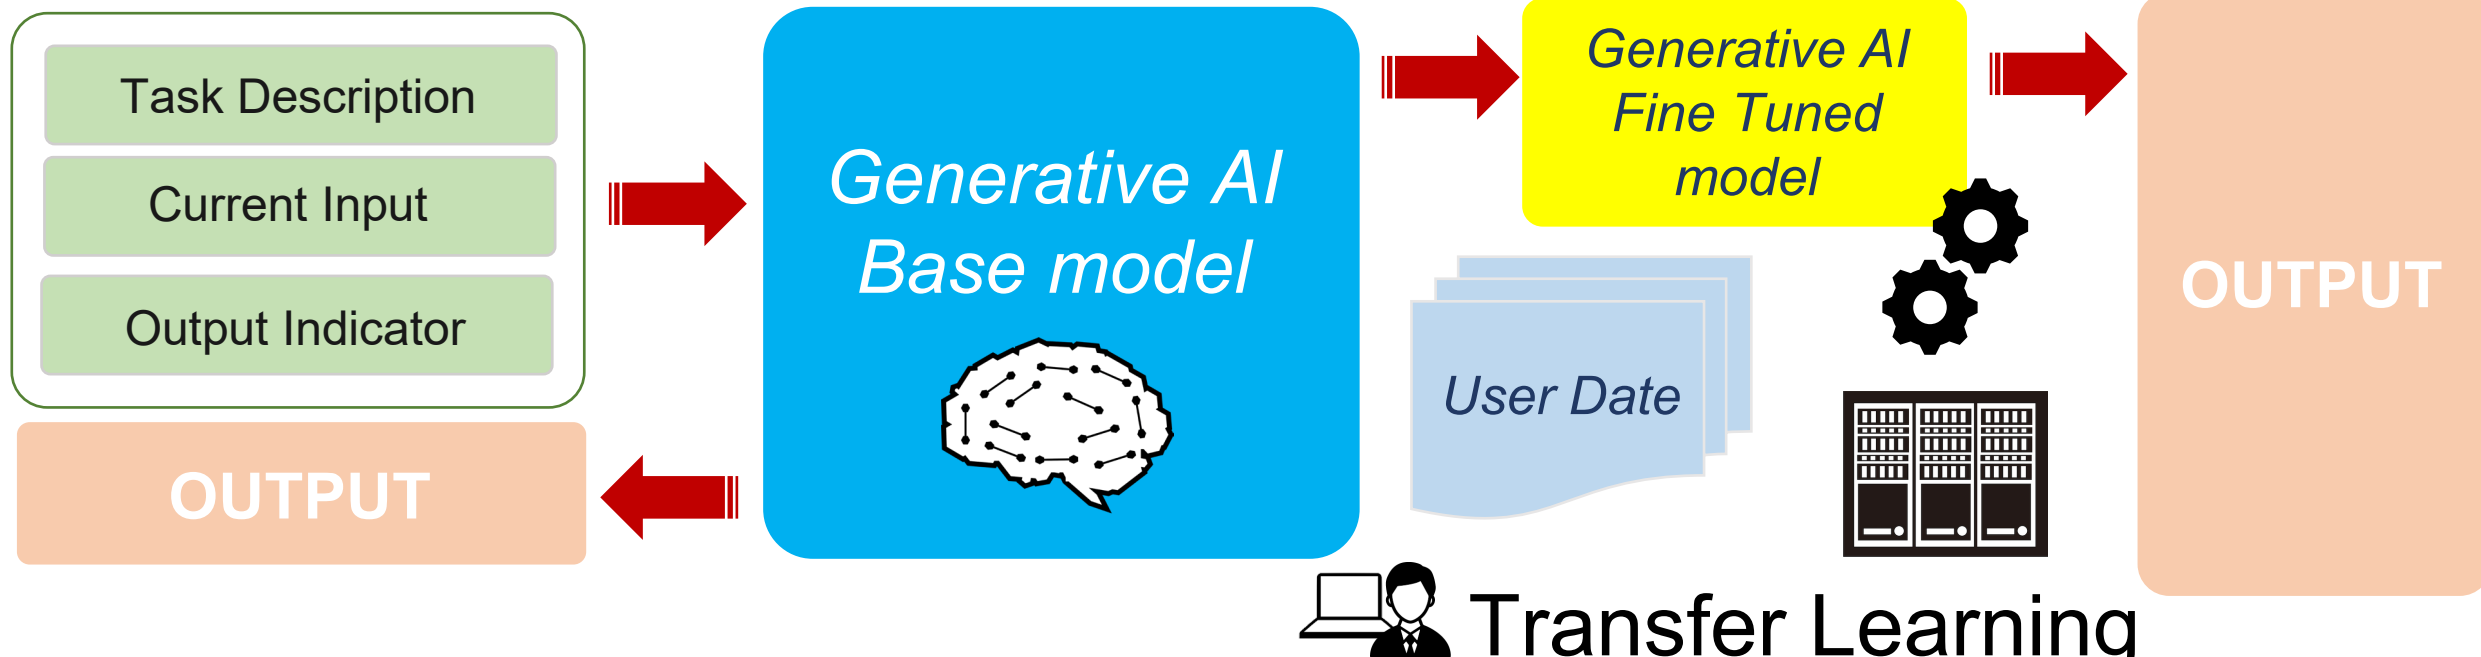 Task Description
Current Input
Output Indicator
OUTPUT
Generative AI
Base model
Generative AI
Fine Tuned
model
User Date
OUTPUT
Transfer Learning